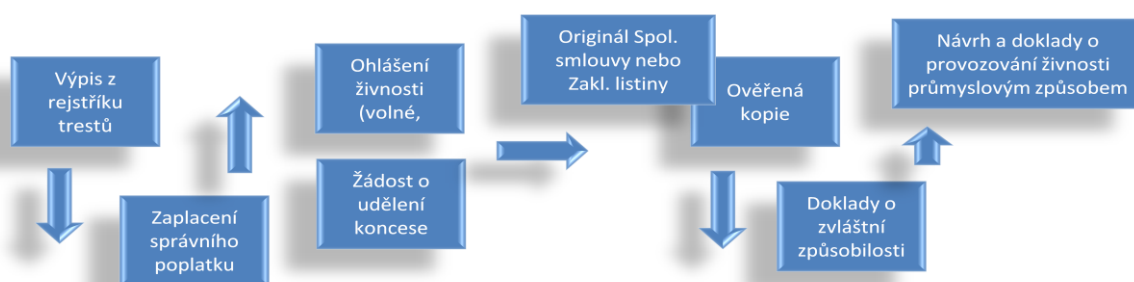 Výpis z
rejstříku
trestů
Zaplacení
správního
poplatku
Ohlášení
živnosti
(volné,
Žádost o
udělení
koncese
Originál Spol.
smlouvy nebo
Zakl. listiny
Ověřená
kopie
Doklady o
zvláštní
způsobilosti
Návrh a doklady o
provozování živnosti
průmyslovým způsobem